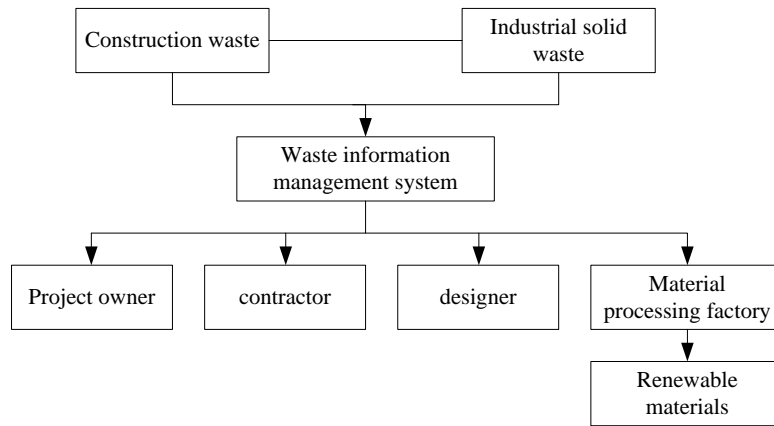 Construction waste
Industrial solid
waste
Waste information
management system
Project owner
contractor
designer
Material
processing factory
Renewable
materials